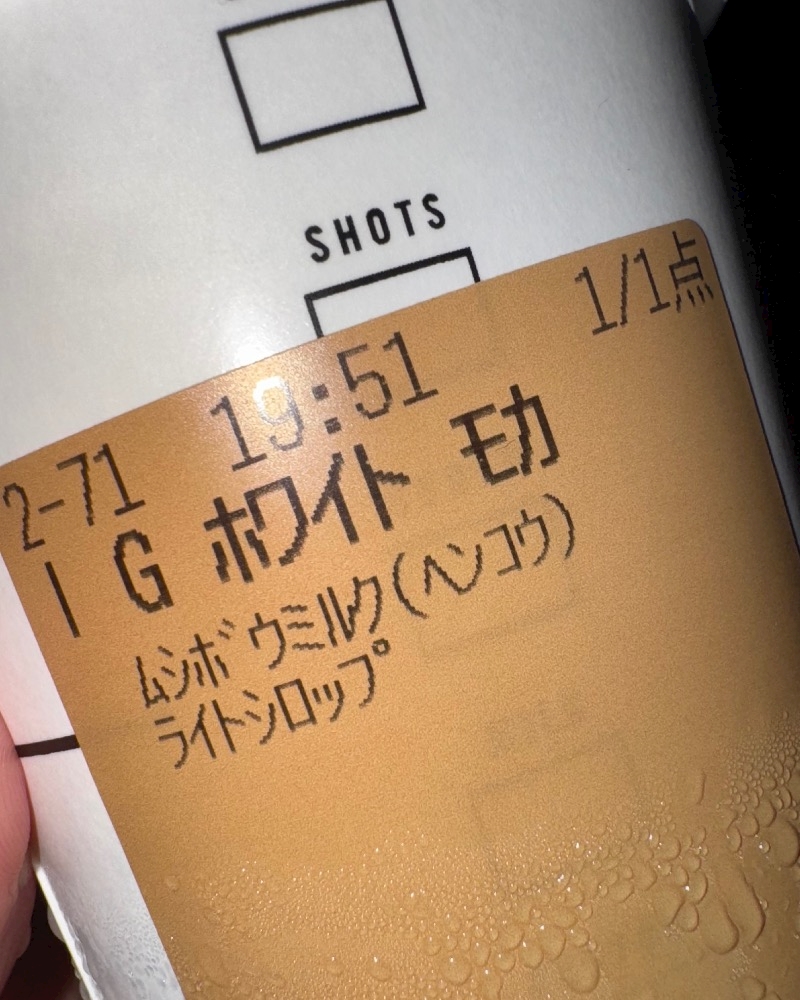 SHOTS
1/1点
2-71 19:51
I G ホワイト モカ
ムシボウミルク(ヘンコウ)
ライトシロップ